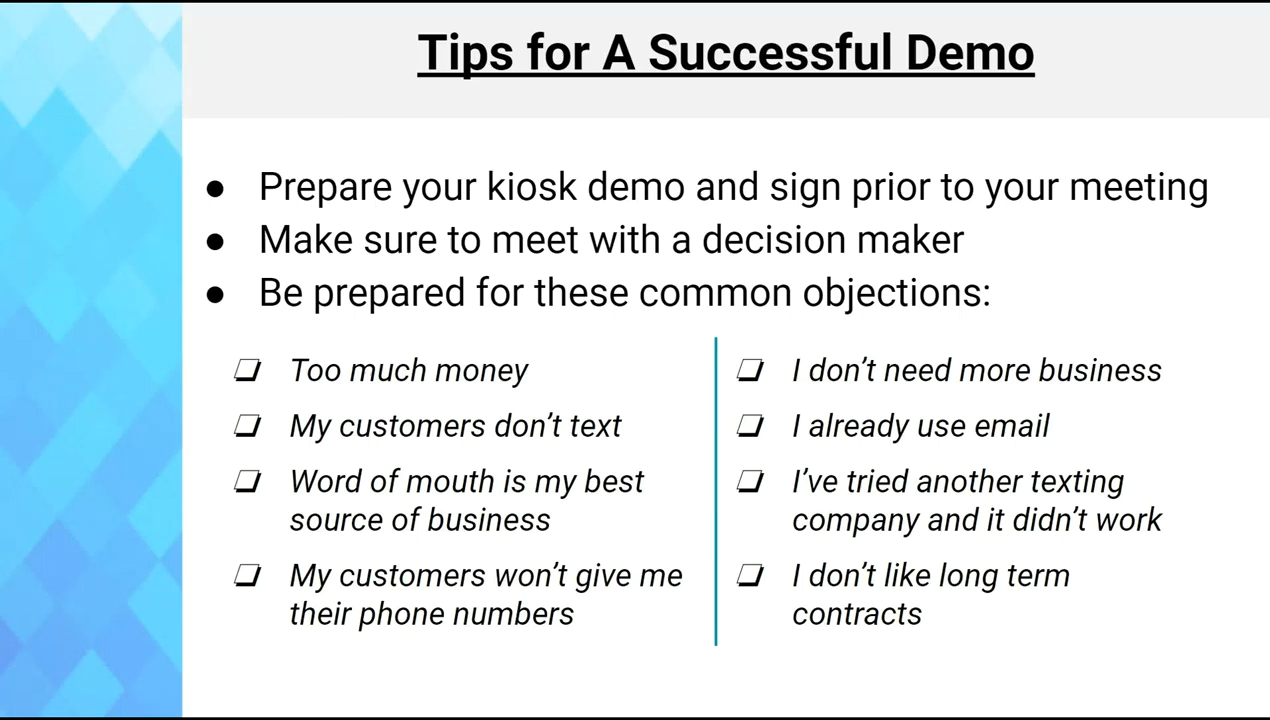 Tips for A Successful Demo
● Prepare your kiosk demo and sign prior to your meeting
● Make sure to meet with a decision maker
● Be prepared for these common objections:
❏ Too much money
❏ My customers don’t text
❏ Word of mouth is my best
source of business
❏ My customers won’t give me
their phone numbers
❏ I don’t need more business
❏ I already use email
❏ I’ve tried another texting
company and it didn’t work
❏ I don’t like long term
contracts